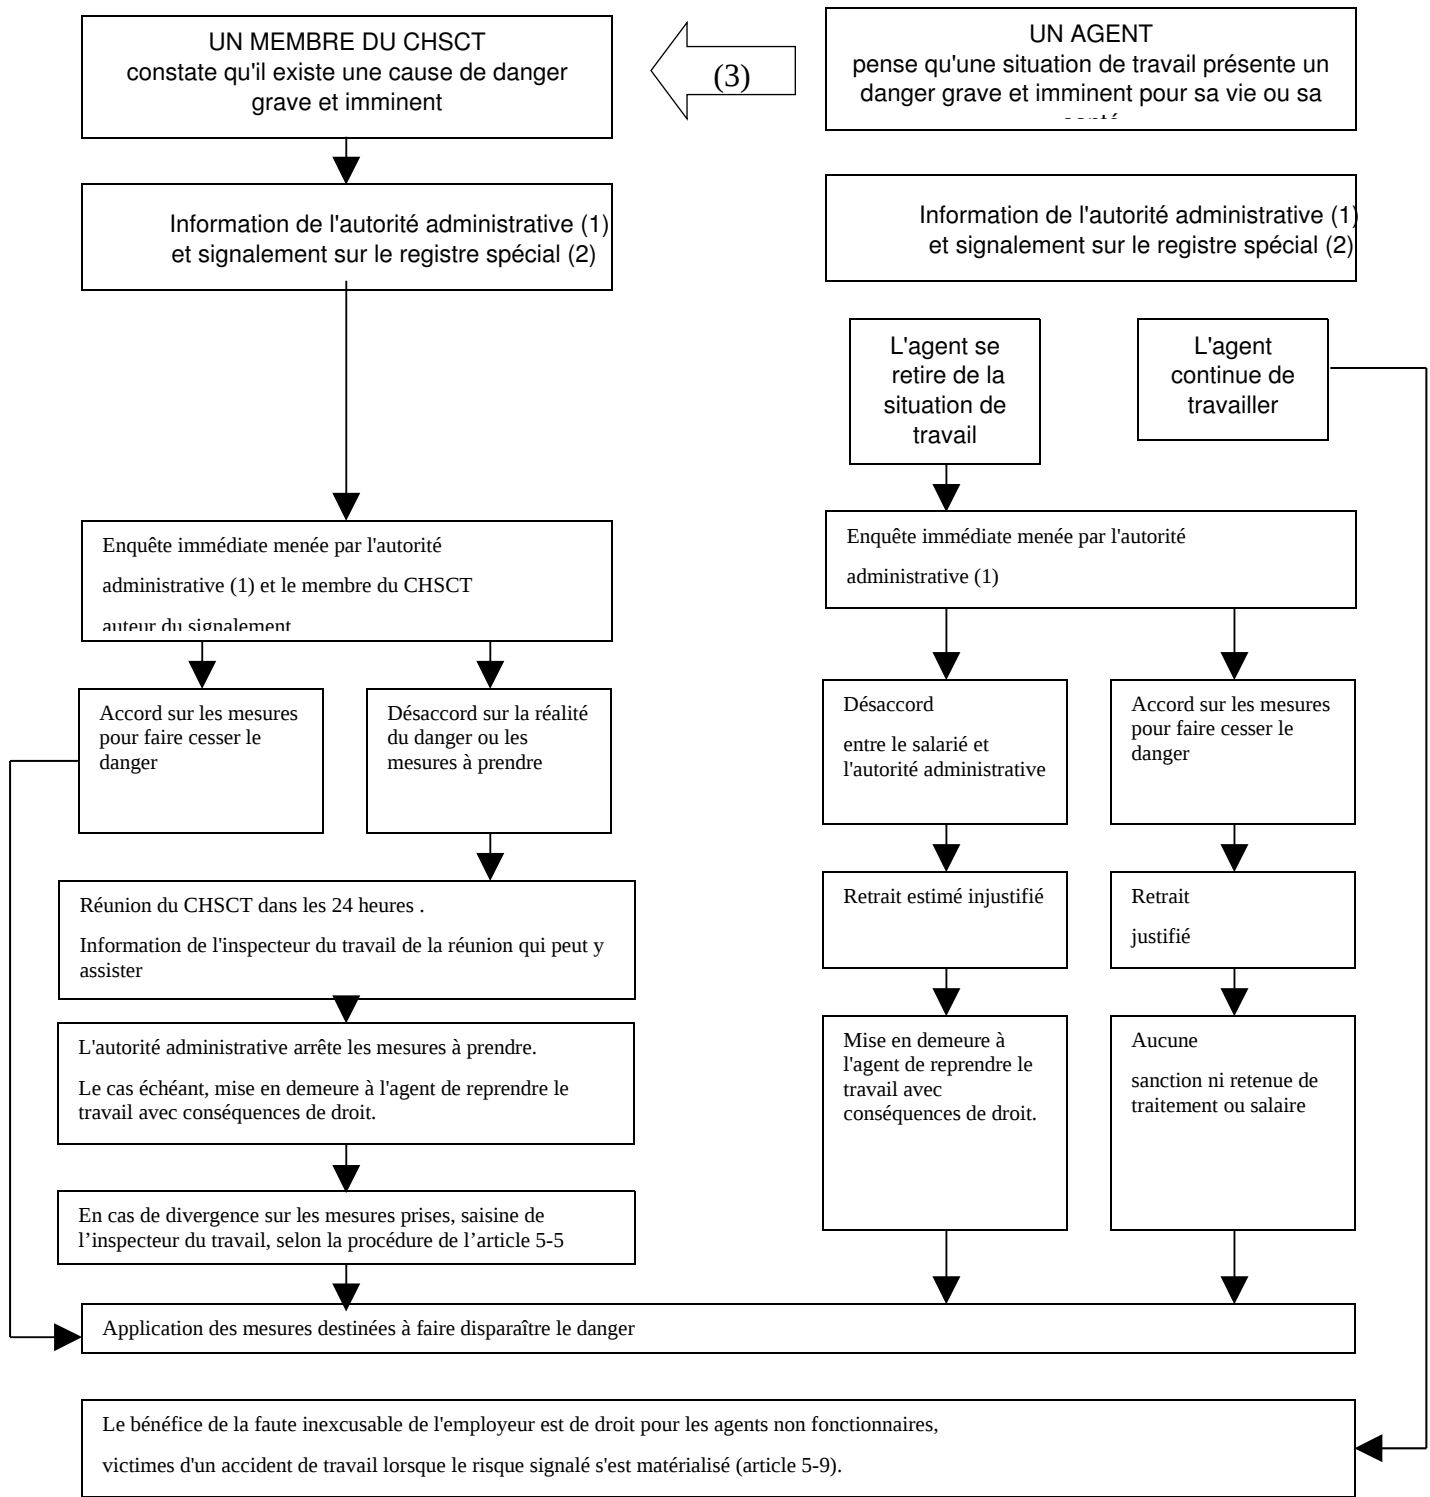 UN MEMBRE DU CHSCT
constate qu'il existe une cause de danger
grave et imminent
(3)
UN AGENT
pense qu'une situation de travail présente un
danger grave et imminent pour sa vie ou sa
santé
Information de l'autorité administrative (1)
et signalement sur le registre spécial (2)
Information de l'autorité administrative (1)
et signalement sur le registre spécial (2)
L'agent se
retire de la
situation de
travail
L'agent
continue de
travailler
Enquête immédiate menée par l'autorité
administrative (1) et le membre du CHSCT
auteur du signalement
Enquête immédiate menée par l'autorité
administrative (1)
Accord sur les mesures
pour faire cesser le
danger
Désaccord sur la réalité
du danger ou les
mesures à prendre
Désaccord
entre le salarié et
l'autorité administrative
Accord sur les mesures
pour faire cesser le
danger
Réunion du CHSCT dans les 24 heures .
Information de l'inspecteur du travail de la réunion qui peut y
assister
Retrait estimé injustifié
Retrait
justifié
L'autorité administrative arrête les mesures à prendre.
Le cas échéant, mise en demeure à l'agent de reprendre le
travail avec conséquences de droit.
Mise en demeure à
l'agent de reprendre le
travail avec
conséquences de droit.
Aucune
sanction ni retenue de
traitement ou salaire
En cas de divergence sur les mesures prises, saisine de
l’inspecteur du travail, selon la procédure de l’article 5-5
Application des mesures destinées à faire disparaître le danger
Le bénéfice de la faute inexcusable de l'employeur est de droit pour les agents non fonctionnaires,
victimes d'un accident de travail lorsque le risque signalé s'est matérialisé (article 5-9).